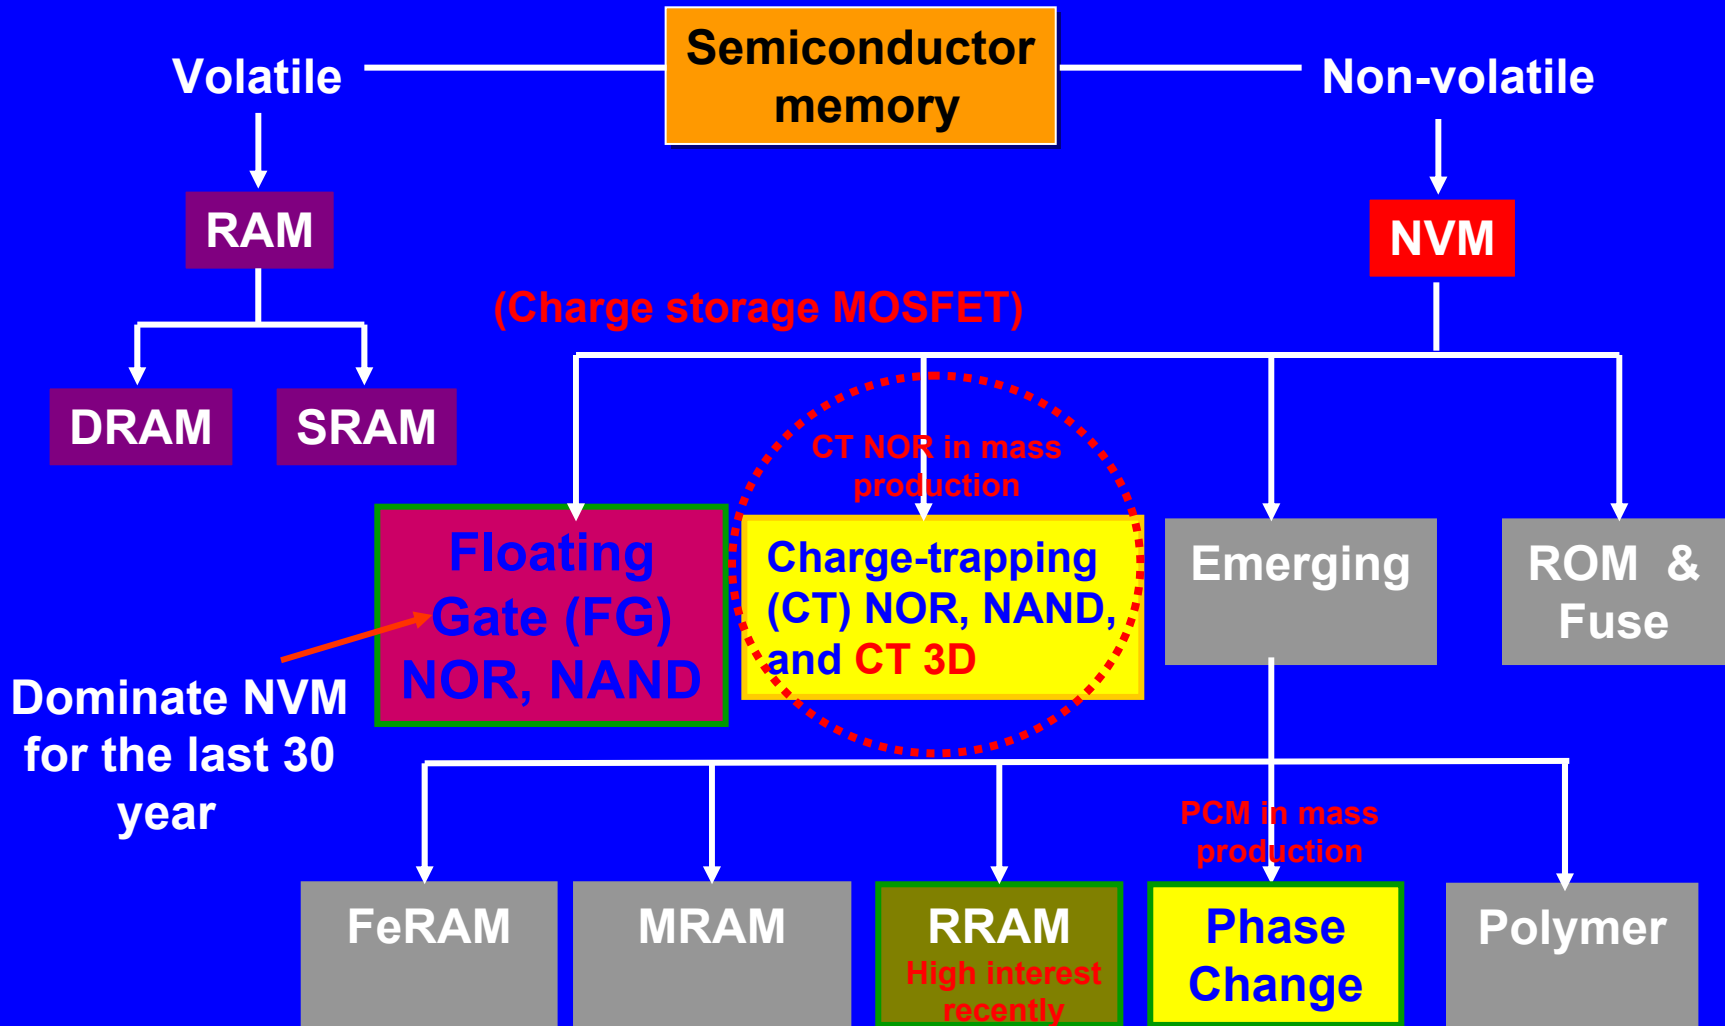 Semiconductor
memory
Volatile
Non-volatile
RAM
NVM
(Charge storage MOSFET)
DRAM
SRAM
CT NOR in mass
production
Floating
Gate (FG)
NOR, NAND
Charge-trapping
(CT) NOR, NAND,
and CT 3D
Emerging
ROM & 
Fuse
Dominate NVM
for the last 30
year
PCM in mass
production
FeRAM
MRAM
RRAM
High interest
recently
Phase
Change
Polymer